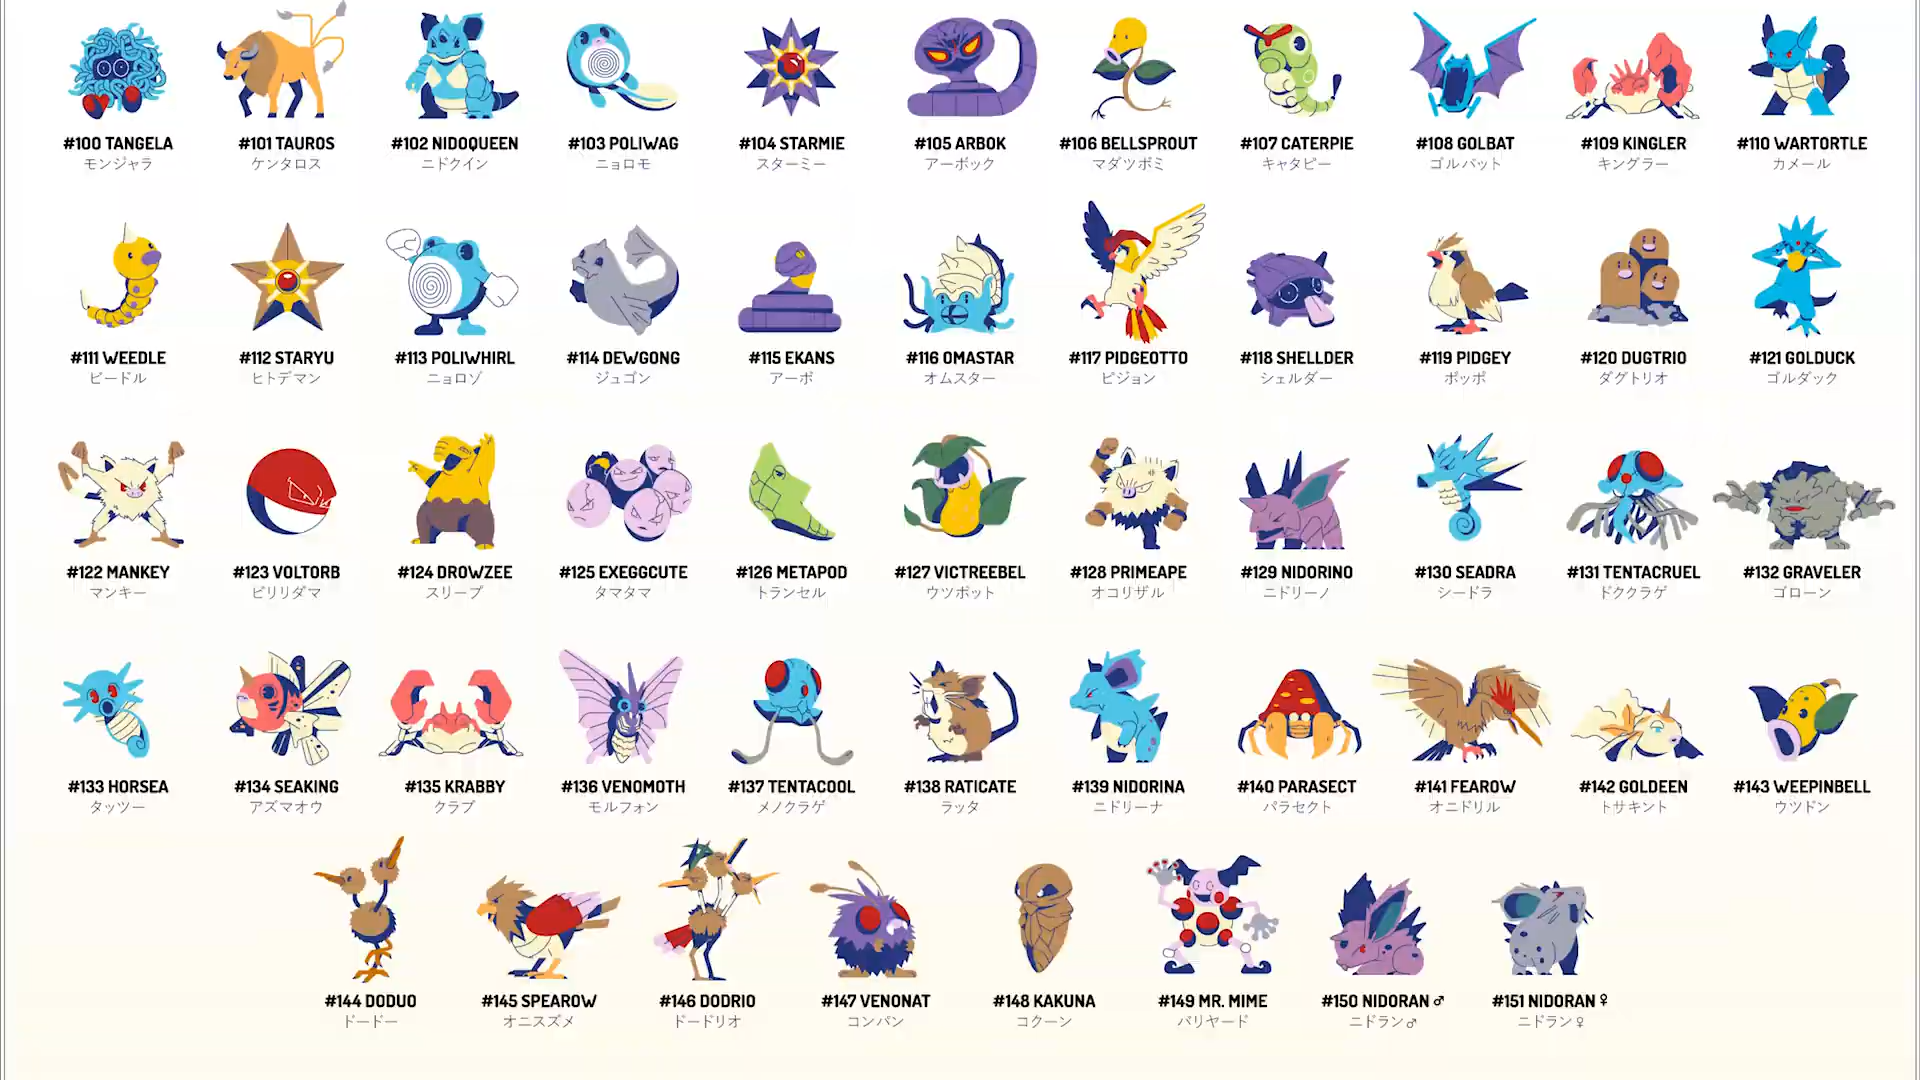 #100 TANGELA
モンジャラ
#101 TAUROS
ケンタロス
#102 NIDOQUEEN
ニドクイン
#103 POLIWAG
ニョロモ
#104 STARMIE
スターミー
#105 ARBOK
アーボック
#106 BELLSPROUT
マダツボミ
#107 CATERPIE
キャタピー
#108 GOLBAT
ゴルバット
#109 KINGLER
キングラー
#110 WARTORTLE
カメール
#111 WEEDLE
ビードル
#112 STARYU
ヒトデマン
#113 POLIWHIRL
ニョロゾ
#114 DEWGONG
ジュゴン
#115 EKANS
アーボ
#116 OMASTAR
オムスター
#117 PIDGEOTTO
ピジョン
#118 SHELLDER
シェルダー
#119 PIDGEY
ポッポ
#120 DUGTRIO
ダグトリオ
#121 GOLDUCK
ゴルダック
#122 MANKEY
マンキー
#123 VOLTORB
ビリリダマ
#124 DROWZEE
スリープ
#125 EXEGGCUTE
タマタマ
#126 METAPOD
トランセル
#127 VICTREEBEL
ウツボット
#128 PRIMEAPE
オコリザル
#129 NIDORINO
ニドリーノ
#130 SEADRA
シードラ
#131 TENTACRUEL
ドククラゲ
#132 GRAVELER
ゴローン
#133 HORSEA
タッツー
#134 SEAKING
アズマオウ
#135 KRABBY
クラブ
#136 VENOMOTH
モルフォン
#137 TENTACOOL
メノクラゲ
#138 RATICATE
ラッタ
#139 NIDORINA
ニドリーナ
#140 PARASECT
パラセクト
#141 FEAROW
オニドリル
#142 GOLDEEN
トサキント
#143 WEEPINBELL
ウツドン
#144 DODUO
ドードー
#145 SPEAROW
オニスズメ
#146 DODRIO
ドードリオ
#147 VENONAT
コンパン
#148 KAKUNA
コクーン
#149 MR. MIME
バリヤード
#150 NIDORAN ♂
ニドラン♂
#151 NIDORAN ♀
ニドラン♀